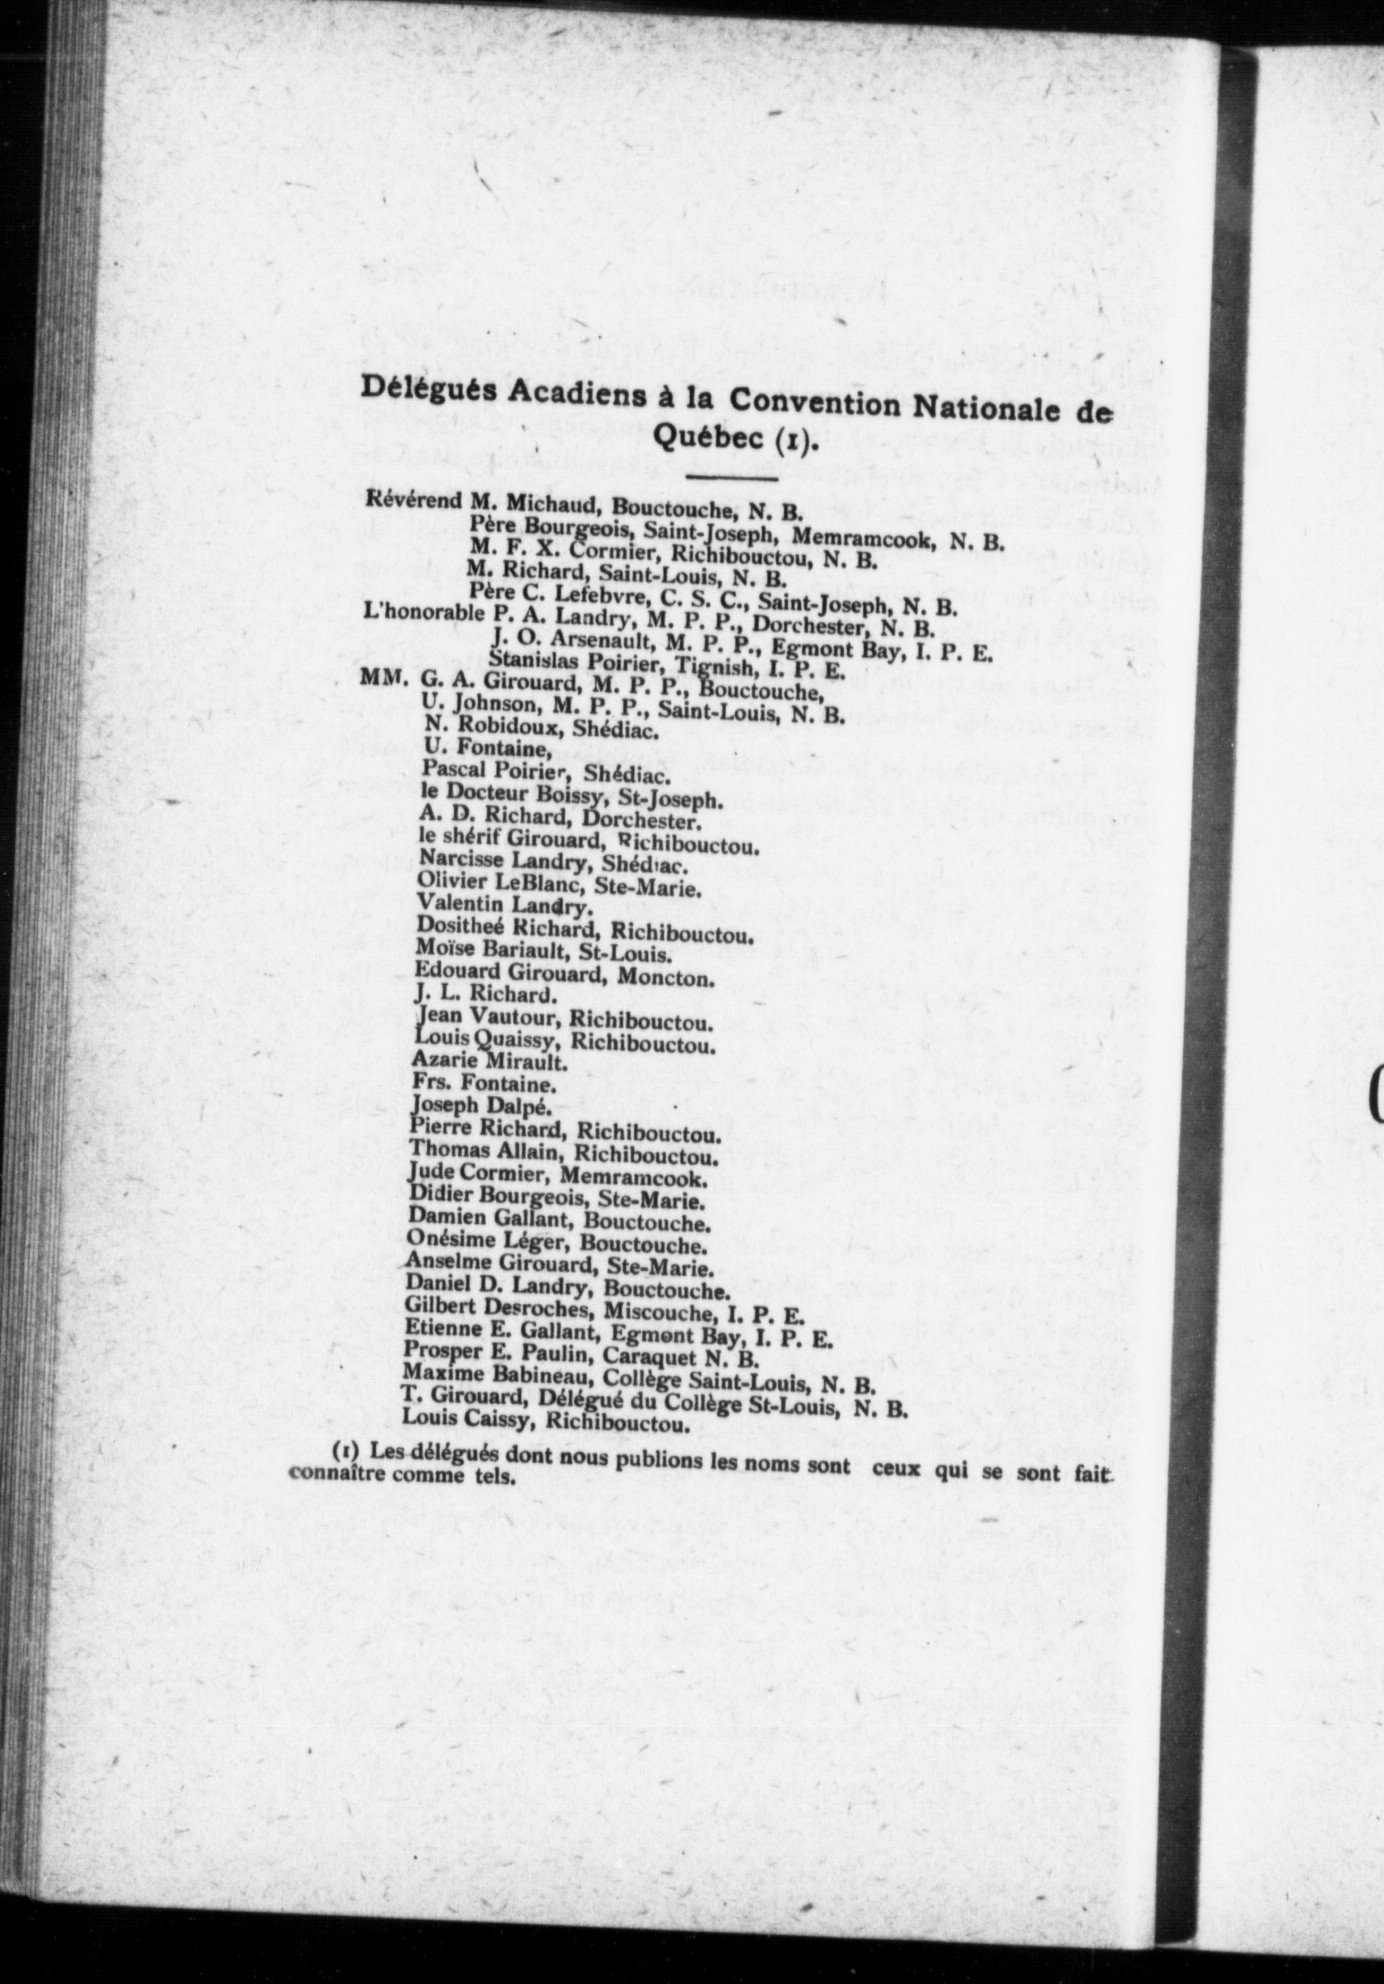 Délégués Acadiens à la Convention Nationale de
Québec (1).
Révérend M. Michaud, Bouctouche, N. B.
Père Bourgeois, Saint-Joseph, Memramcook, N. B.
M. F. X. Cormier, Richibouctou, N. B.
M. Richard, Saint-Louis, N. B.
Père C. Lefebvre, C. S. C., Saint-Joseph, N. B.
L'honorable P. A. Landry, M. P. P., Dorchester, N. B.
J. O. Arsenault, M. P. P., Egmont Bay, I. P. E.
Stanislas Poirier, Tignish, I. P. E.
MM. G. A. Girouard, M. P. P., Bouctouche,
U. Johnson, M. P. P., Saint-Louis, N. B.
N. Robidoux, Shédiac.
U. Fontaine,
Pascal Poirier, Shédiac.
le Docteur Boissy, St-Joseph.
A. D. Richard, Dorchester.
le shérif Girouard, Richibouctou.
Narcisse Landry, Shédiac.
Olivier LeBlanc, Ste-Marie.
Valentin Landry.
Dositheé Richard, Richibouctou.
Moïse Bariault, St-Louis.
Edouard Girouard, Moncton.
J. L. Richard.
Jean Vautour, Richibouctou.
Louis Quaissy, Richibouctou.
Azarie Mirault.
Frs. Fontaine.
Joseph Dalpé.
Pierre Richard, Richibouctou.
Thomas Allain, Richibouctou.
Jude Cormier, Memramcook.
Didier Bourgeois, Ste-Marie.
Damien Gallant, Bouctouche.
Onésime Léger, Bouctouche.
Anselme Girouard, Ste-Marie.
Daniel D. Landry, Bouctouche.
Gilbert Desroches, Miscouche, I. P. E.
Etienne E. Gallant, Egmont Bay, I. P. E.
Prosper E. Paulin, Caraquet N. B.
Maxime Babineau, Collège Saint-Louis, N. B.
T. Girouard, Délégué du Collège St-Louis, N. B.
Louis Caissy, Richibouctou.
(1) Les délégués dont nous publions les noms sont ceux qui se sont fait
connaître comme tels.